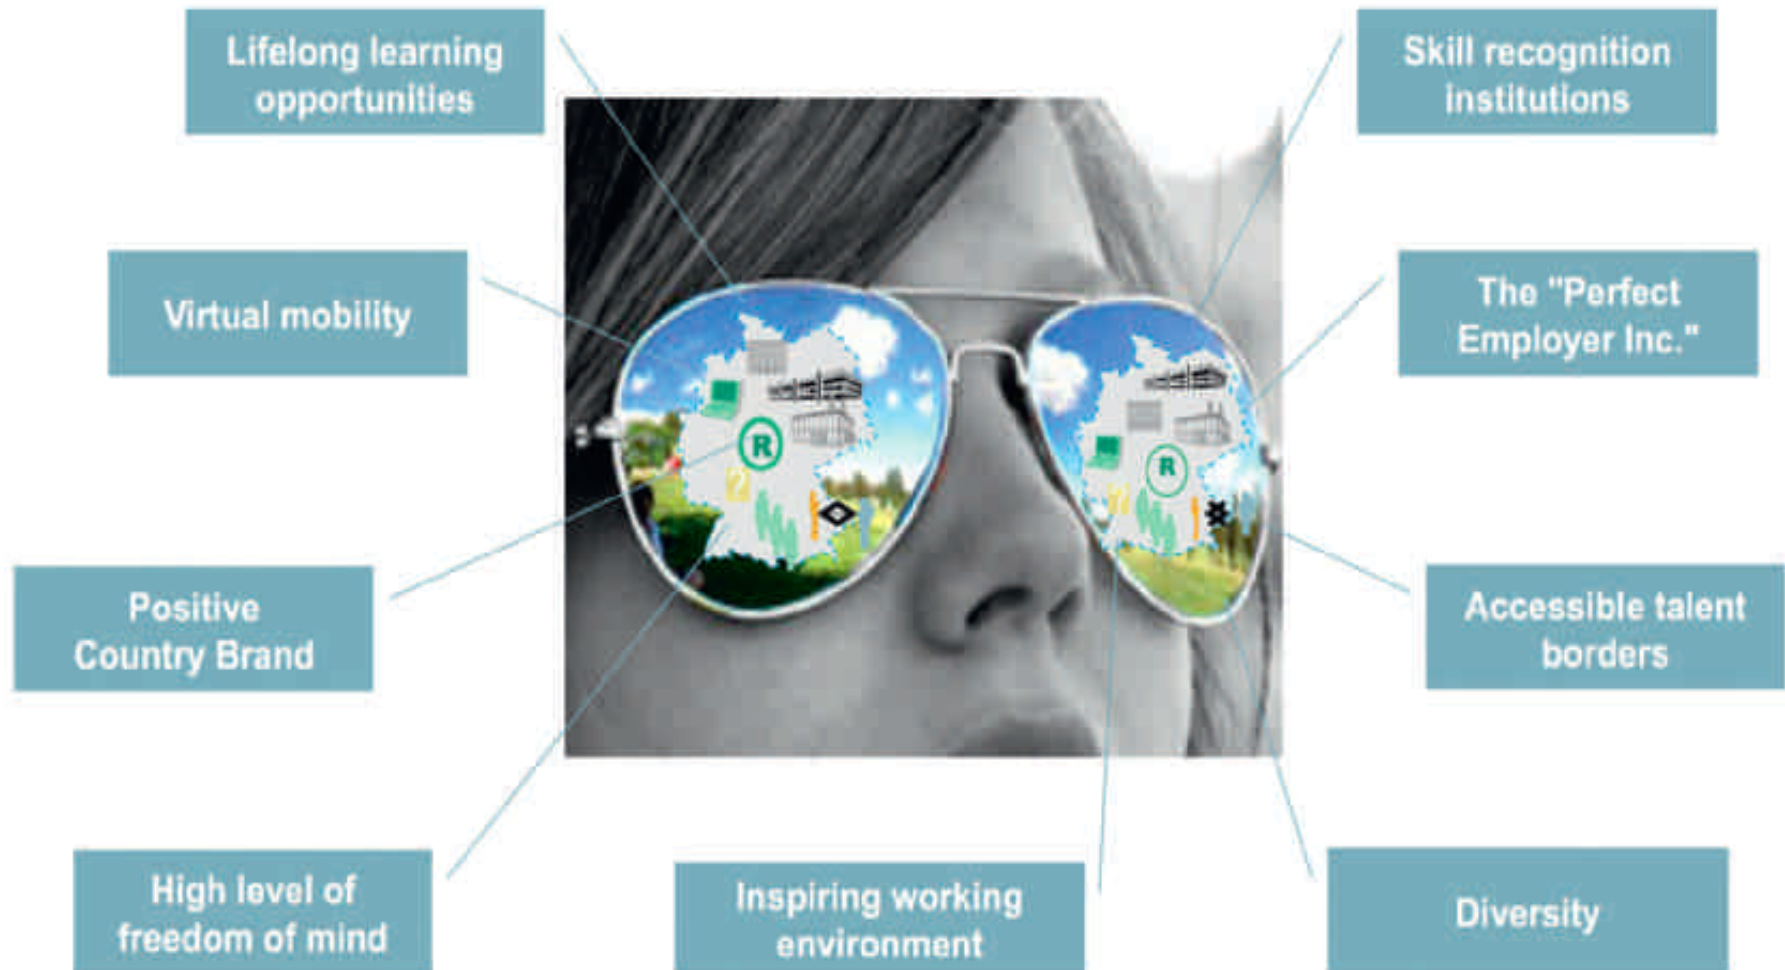 Lifelong learning
opportunities
Skill recognition
institutions
Virtual mobility
The "Perfect
Employer Inc."
R
R
?
?
Positive
Country Brand
Accessible talent
borders
High level of
freedom of mind
Inspiring working
environment
Diversity